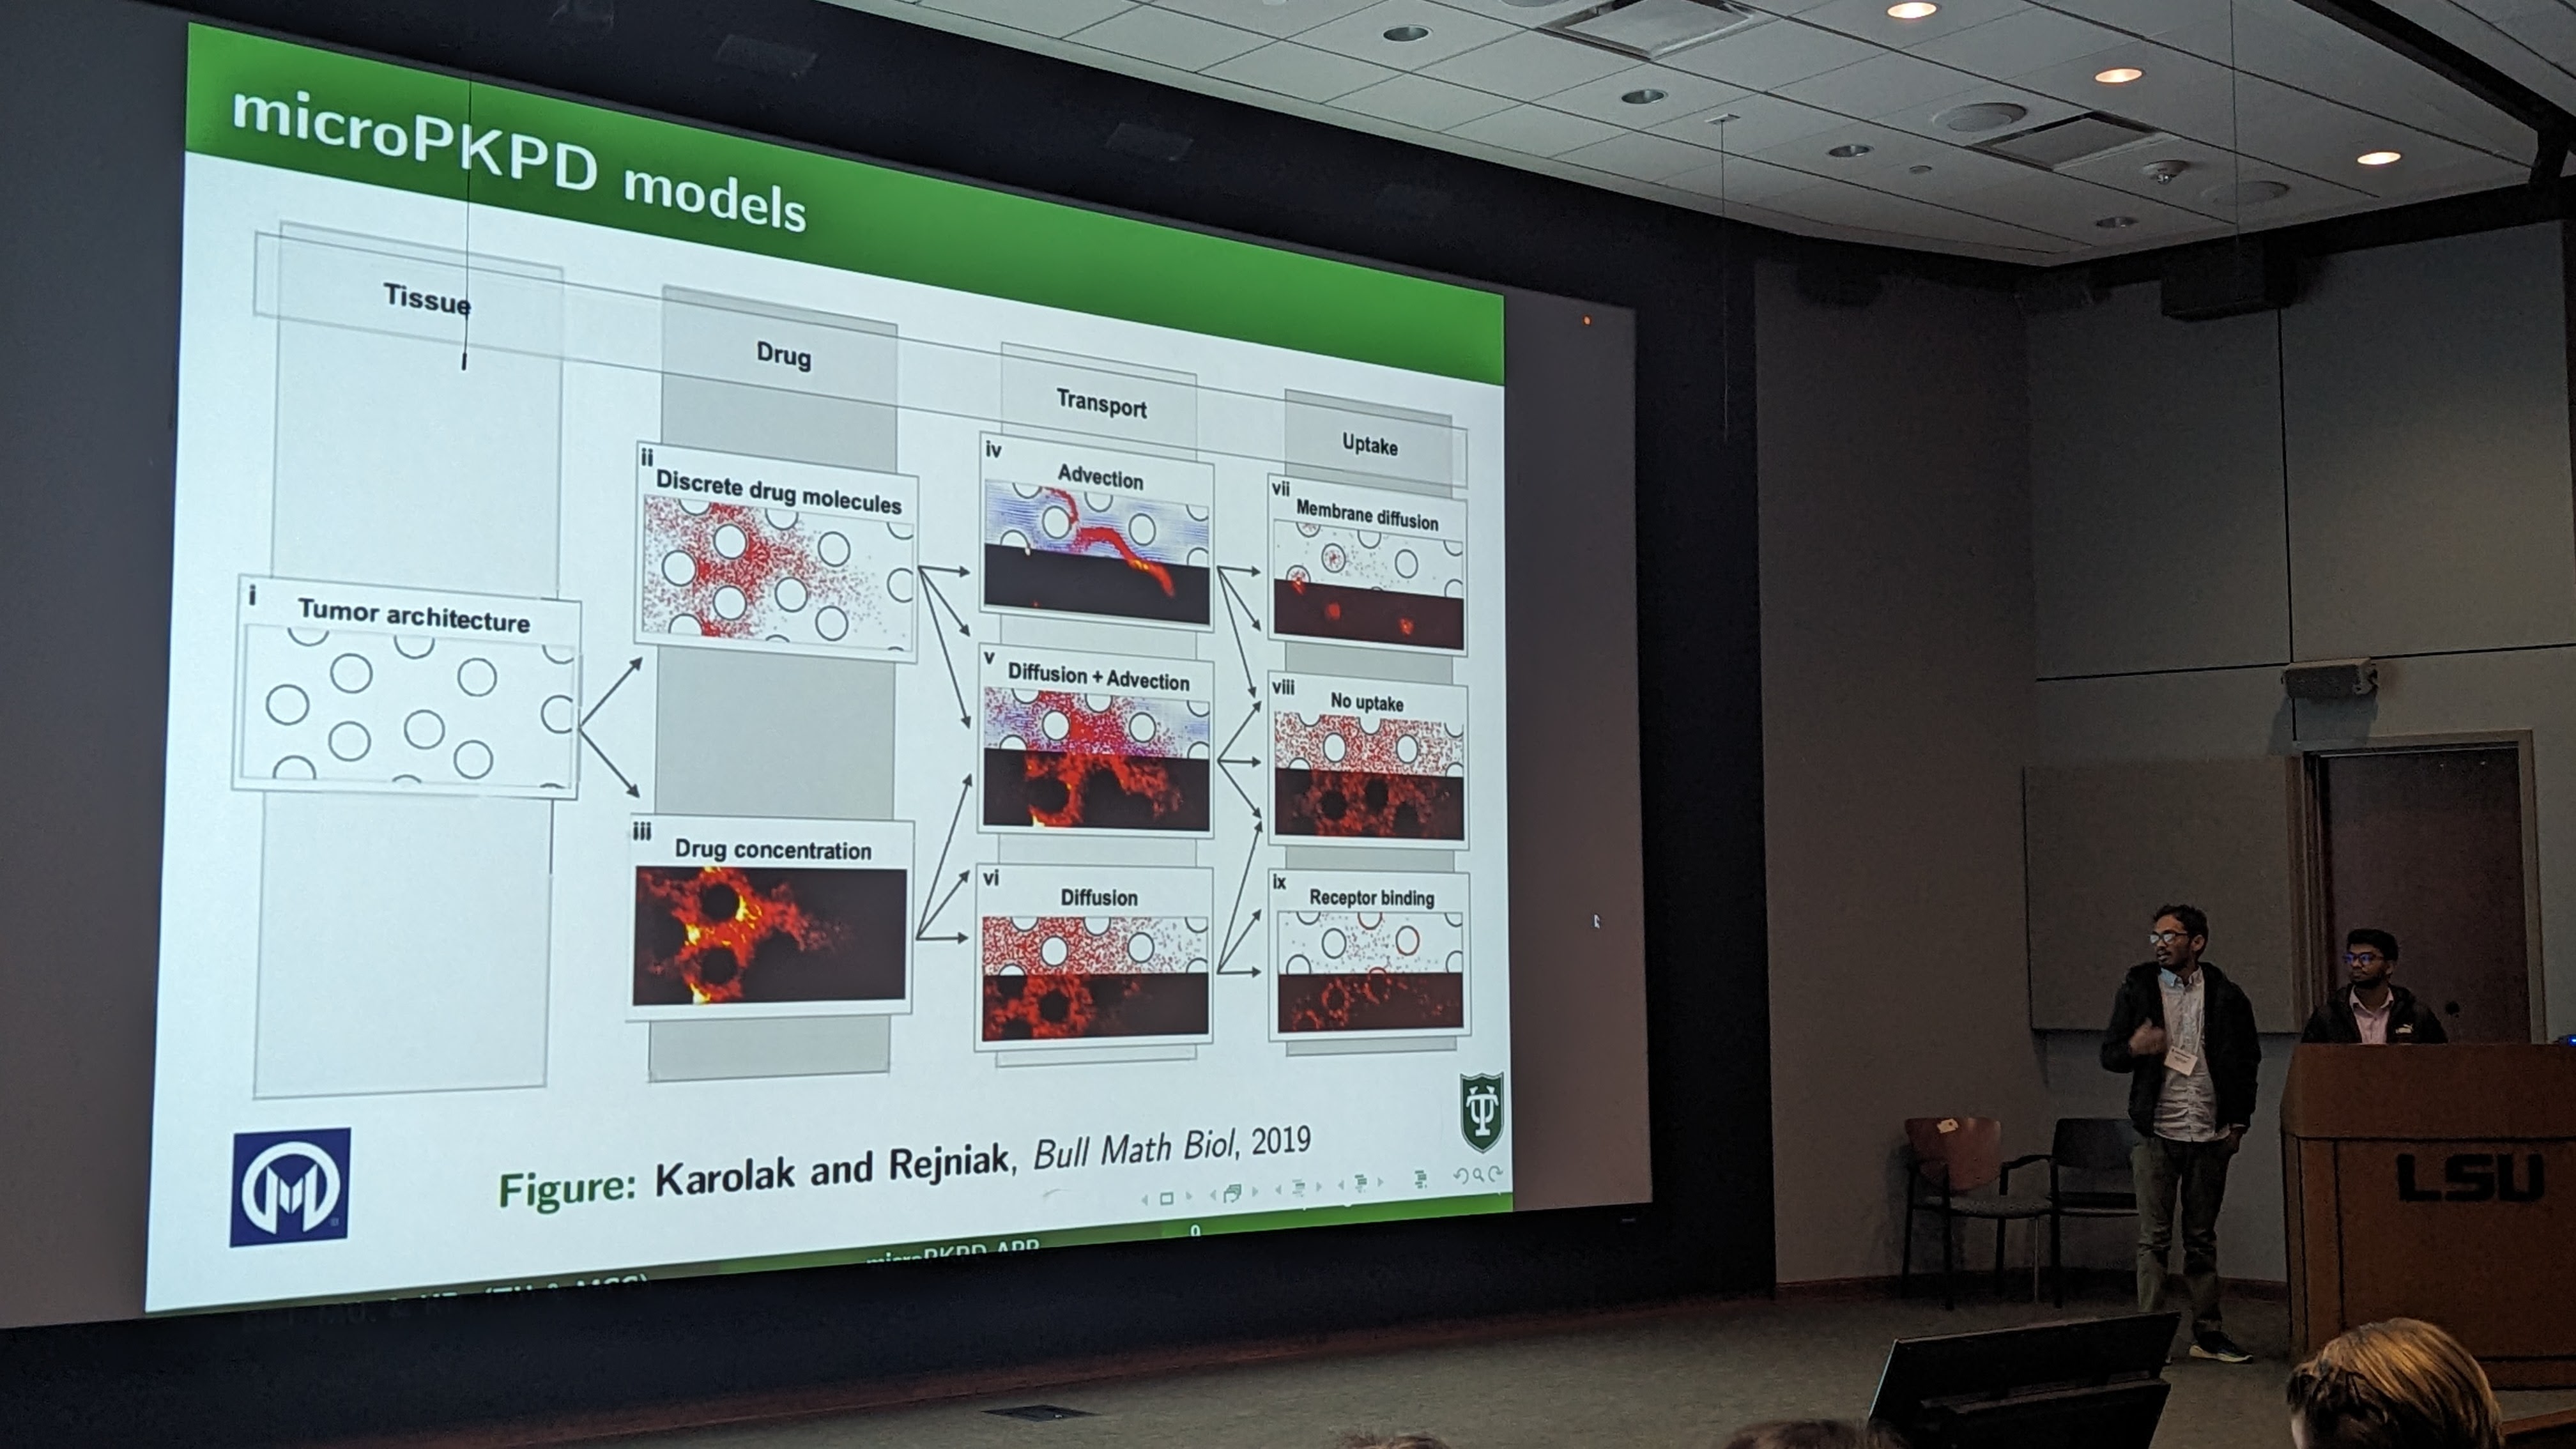 microPKPD models
Tissue
Drug
Transport
Uptake
i
Tumor architecture
ii
Discrete drug molecules
iii
Drug concentration
iv
Advection
v
Diffusion + Advection
vi
Diffusion
vii
Membrane diffusion
viii
No uptake
ix
Receptor binding
Figure: Karolak and Rejniak, Bull Math Biol, 2019
microPKPD APP
9
LSU